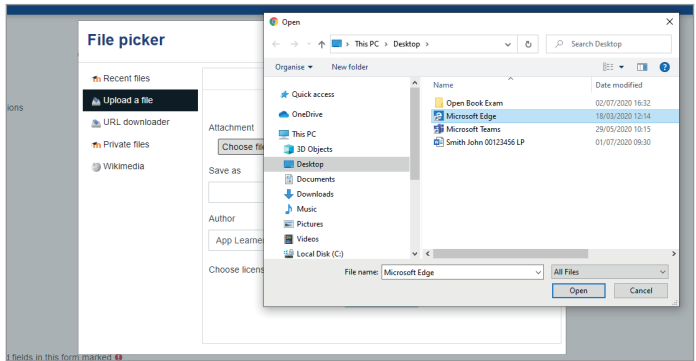 File picker
Recent files
Upload a file
URL downloader
Private files
Wikimedia
ions
Attachment
Choose file
Save as
Author
App Learne
Choose licens
t fields in this form marked
Open
This PC > Desktop >
Search Desktop
Organise
New folder
Quick access
OneDrive
This PC
3D Objects
Desktop
Documents
Downloads
Music
Pictures
Videos
Local Disk (C:)
Name Date modified
Open Book Exam 02/07/2020 16:32
Microsoft Edge 18/03/2020 12:14
Microsoft Teams 29/05/2020 10:15
Smith John 00123456 LP 01/07/2020 09:30
File name: Microsoft Edge
All Files
Open Cancel